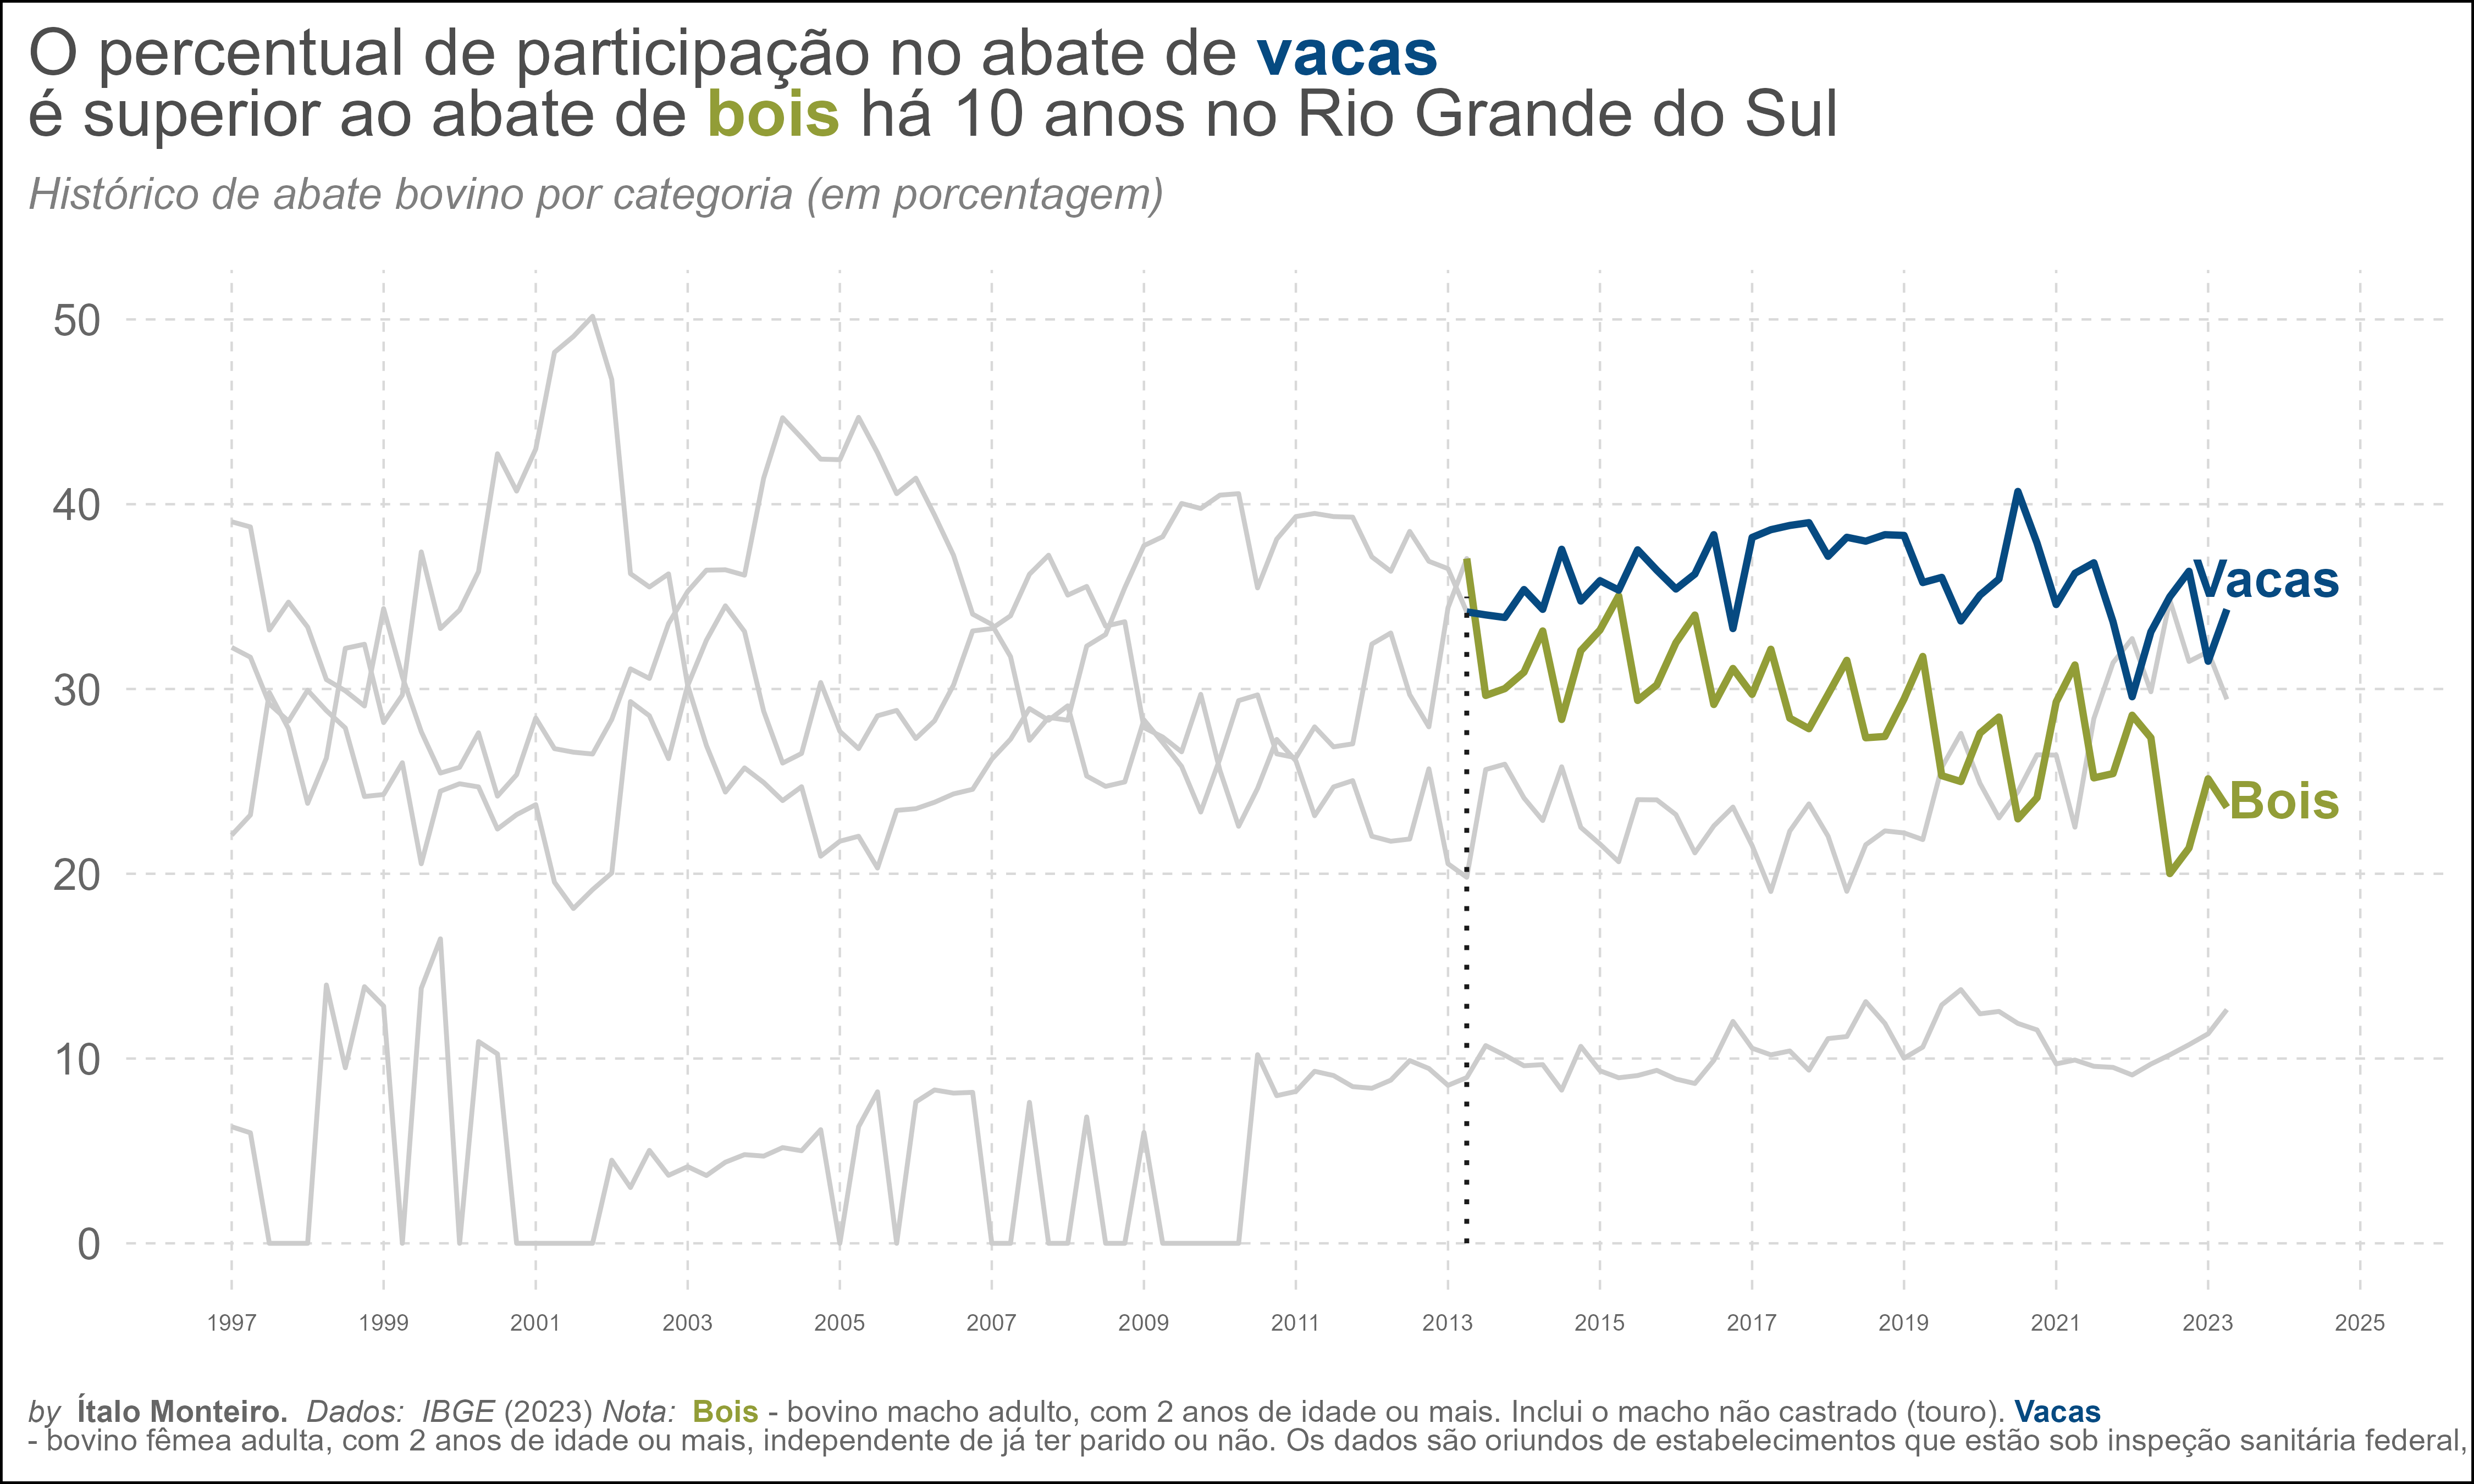 O percentual de participação no abate de vacas
é superior ao abate de bois há 10 anos no Rio Grande do Sul
Histórico de abate bovino por categoria (em porcentagem)
50
40
30
20
10
0
Vacas
Bois
1997 1999 2001 2003 2005 2007 2009 2011 2013 2015 2017 2019 2021 2023 2025
by Ítalo Monteiro. Dados: IBGE (2023) Nota: Bois - bovino macho adulto, com 2 anos de idade ou mais. Inclui o macho não castrado (touro). Vacas
- bovino fêmea adulta, com 2 anos de idade ou mais, independente de já ter parido ou não. Os dados são oriundos de estabelecimentos que estão sob inspeção sanitária federal,